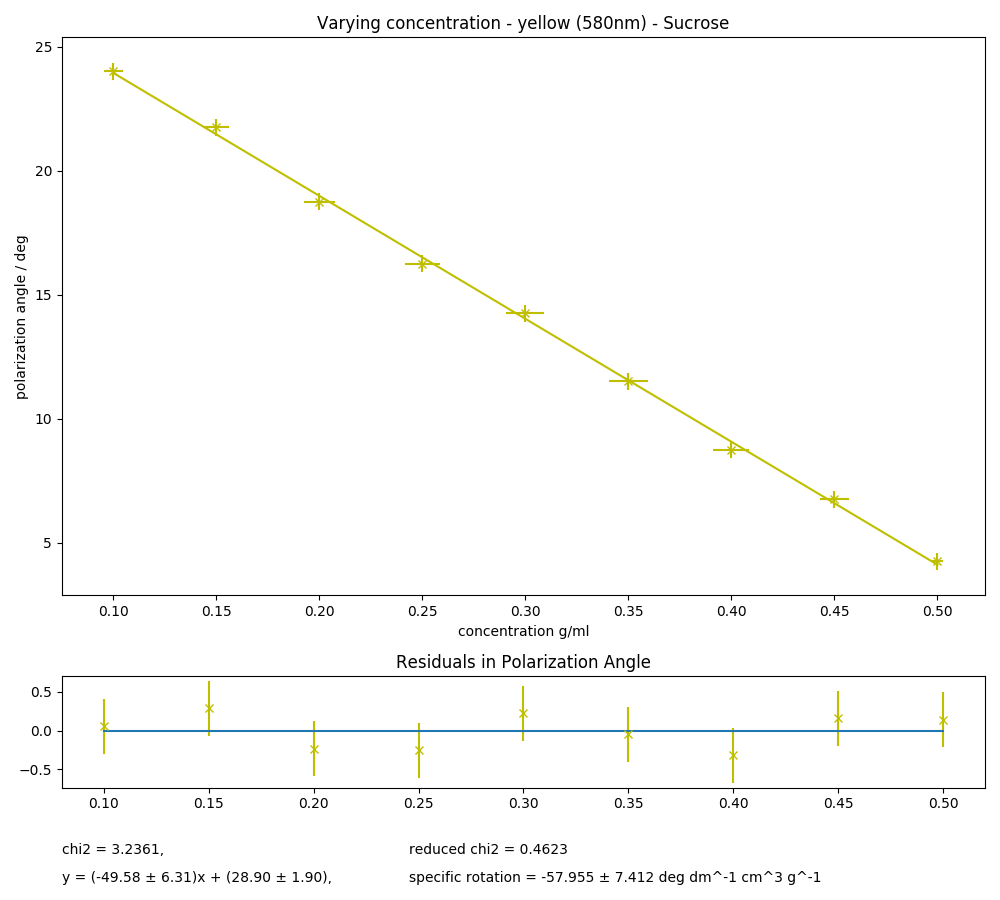 Varying concentration - yellow (580nm) - Sucrose
25
20
15
10
5
polarization angle / deg
0.10 0.15 0.20 0.25 0.30 0.35 0.40 0.45 0.50
concentration g/ml
Residuals in Polarization Angle
0.5
0.0
−0.5
0.10 0.15 0.20 0.25 0.30 0.35 0.40 0.45 0.50
chi2 = 3.2361, reduced chi2 = 0.4623
y = (-49.58 ± 6.31)x + (28.90 ± 1.90), specific rotation = -57.955 ± 7.412 deg dm^-1 cm^3 g^-1